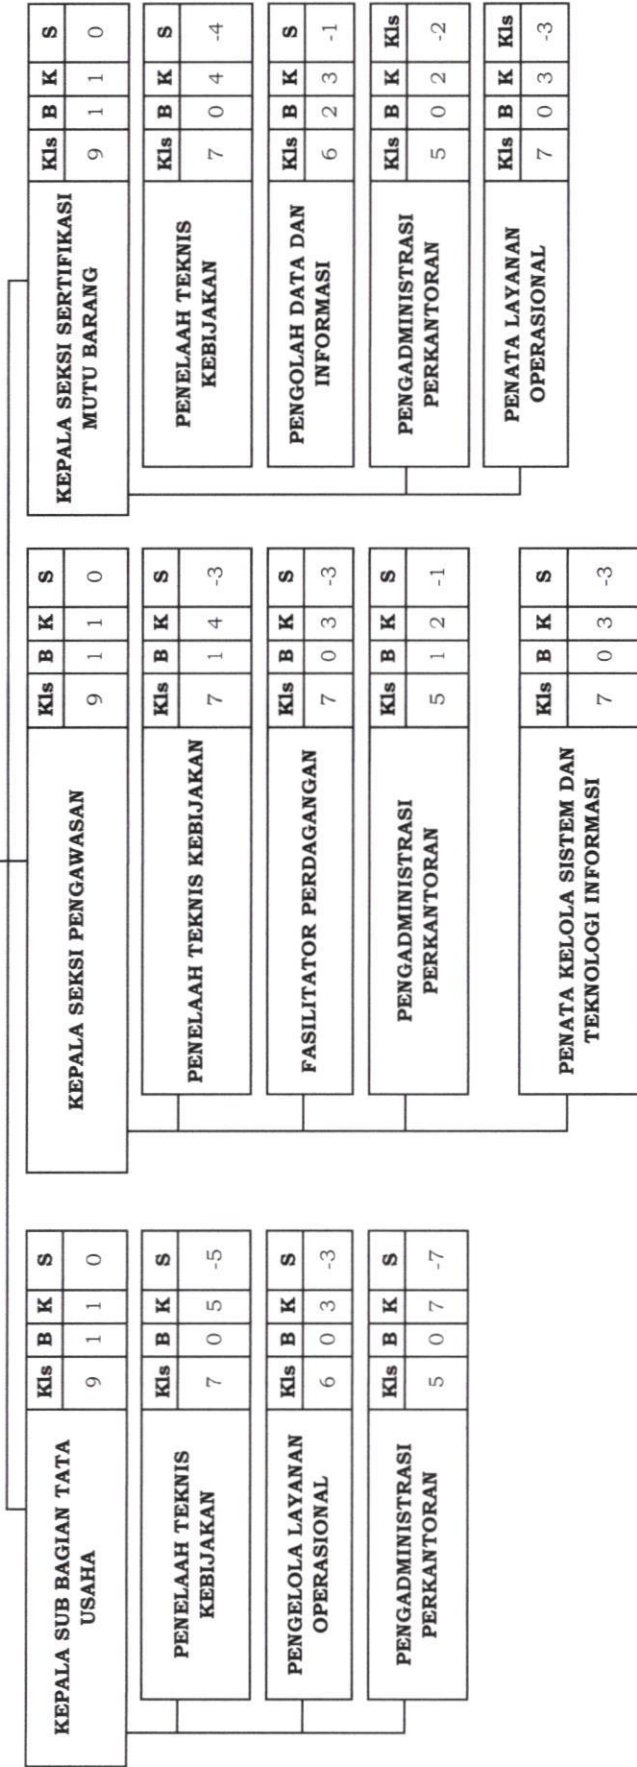 KEPALA SUB BAGIAN TATA
USAHA
Kls B K S
9 1 1 0
PENELAAH TEKNIS
KEBIJAKAN
Kls B K S
7 0 5 -5
PENGELOLA LAYANAN
OPERASIONAL
Kls B K S
6 0 3 -3
PENGADMINISTRASI
PERKANTORAN
Kls B K S
5 0 7 -7
KEPALA SEKSI PENGAWASAN
Kls B K S
9 1 1 0
PENELAAH TEKNIS KEBIJAKAN
Kls B K S
7 1 4 -3
FASILITATOR PERDAGANGAN
Kls B K S
7 0 3 -3
PENGADMINISTRASI
PERKANTORAN
Kls B K S
5 1 2 -1
PENATA KELOLA SISTEM DAN
TEKNOLOGI INFORMASI
Kls B K S
7 0 3 -3
KEPALA SEKSI SERTIFIKASI
MUTU BARANG
Kls B K S
9 1 1 0
PENELAAH TEKNIS
KEBIJAKAN
Kls B K S
7 0 4 -4
PENGOLAH DATA DAN
INFORMASI
Kls B K S
6 2 3 -1
PENGADMINISTRASI
PERKANTORAN
Kls B K Kls
5 0 2 -2
PENATA LAYANAN
OPERASIONAL
Kls B K Kls
7 0 3 -3